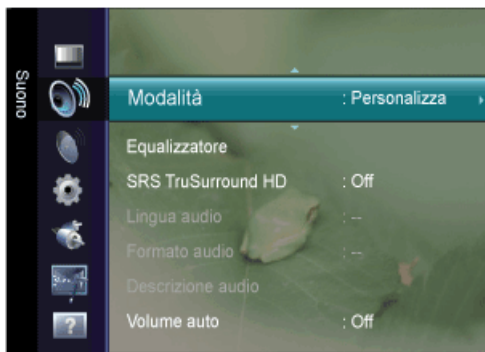 Suono
Modalità : Personalizza
Equalizzatore
SRS TruSurround HD : Off
Lingua audio : --
Formato audio : --
Descrizione audio
Volume auto : Off
?